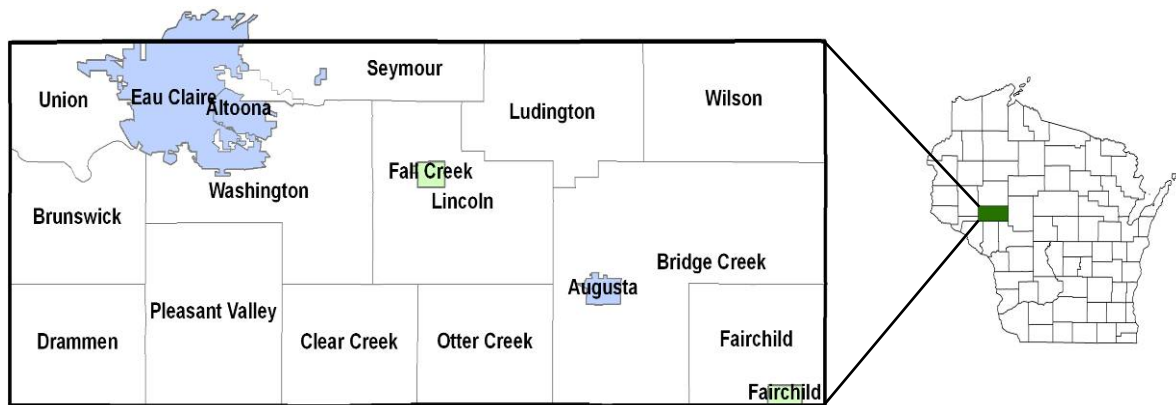 Seymour
Union
Eau Claire
Altoona
Ludington
Wilson
Fall Creek
Washington
Lincoln
Brunswick
Bridge Creek
Augusta
Pleasant Valley
Drammen
Clear Creek
Otter Creek
Fairchild
Fairchild